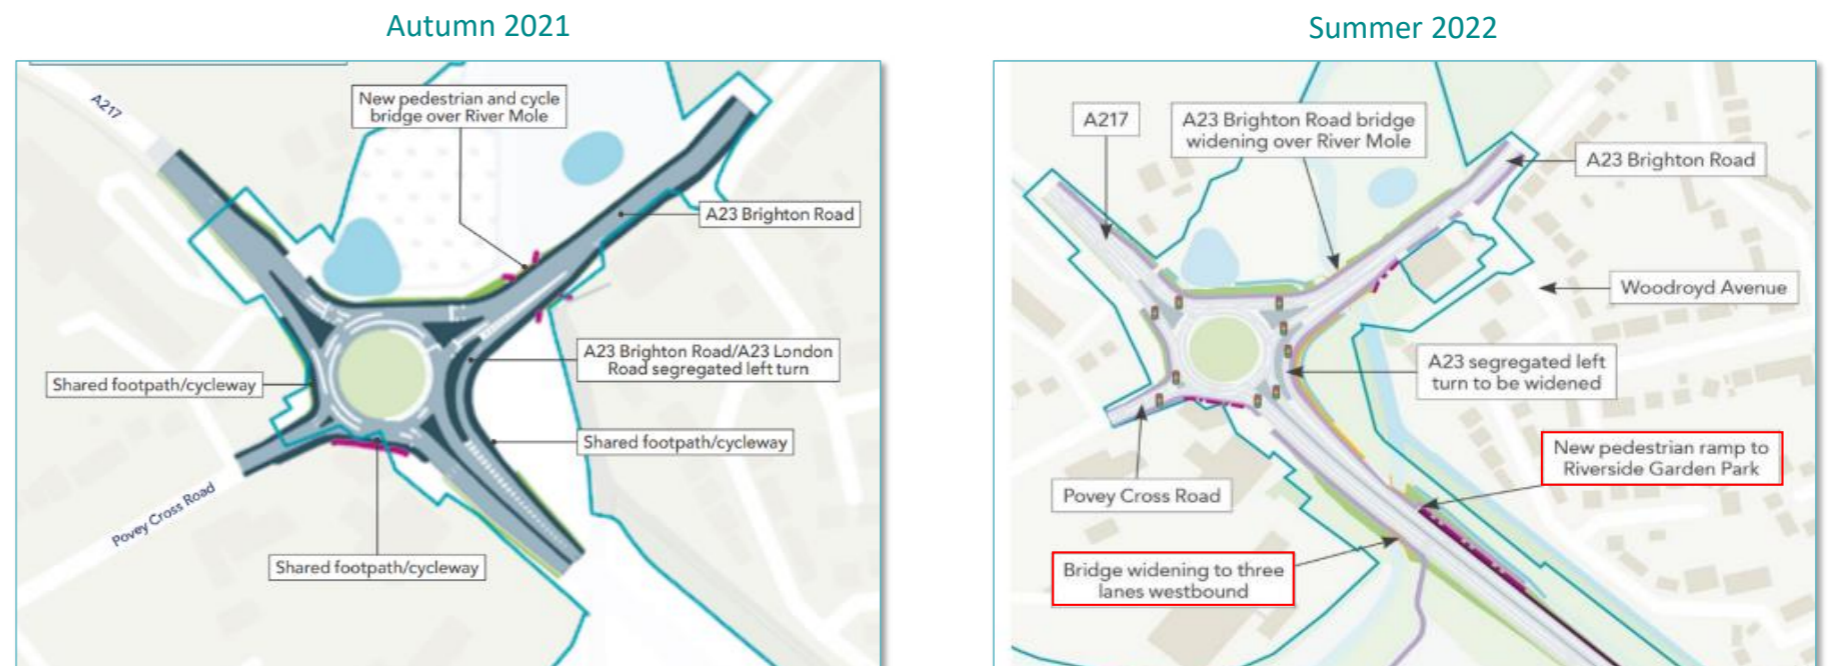 Autumn 2021
Summer 2022
A217
New pedestrian and cycle
bridge over River Mole
A23 Brighton Road
A23 Brighton Road/A23 London
Road segregated left turn
Shared footpath/cycleway
Shared footpath/cycleway
Povey Cross Road
Shared footpath/cycleway
A217
A23 Brighton Road bridge
widening over River Mole
A23 Brighton Road
Woodroyd Avenue
A23 segregated left
turn to be widened
New pedestrian ramp to
Riverside Garden Park
Povey Cross Road
Bridge widening to three
lanes westbound